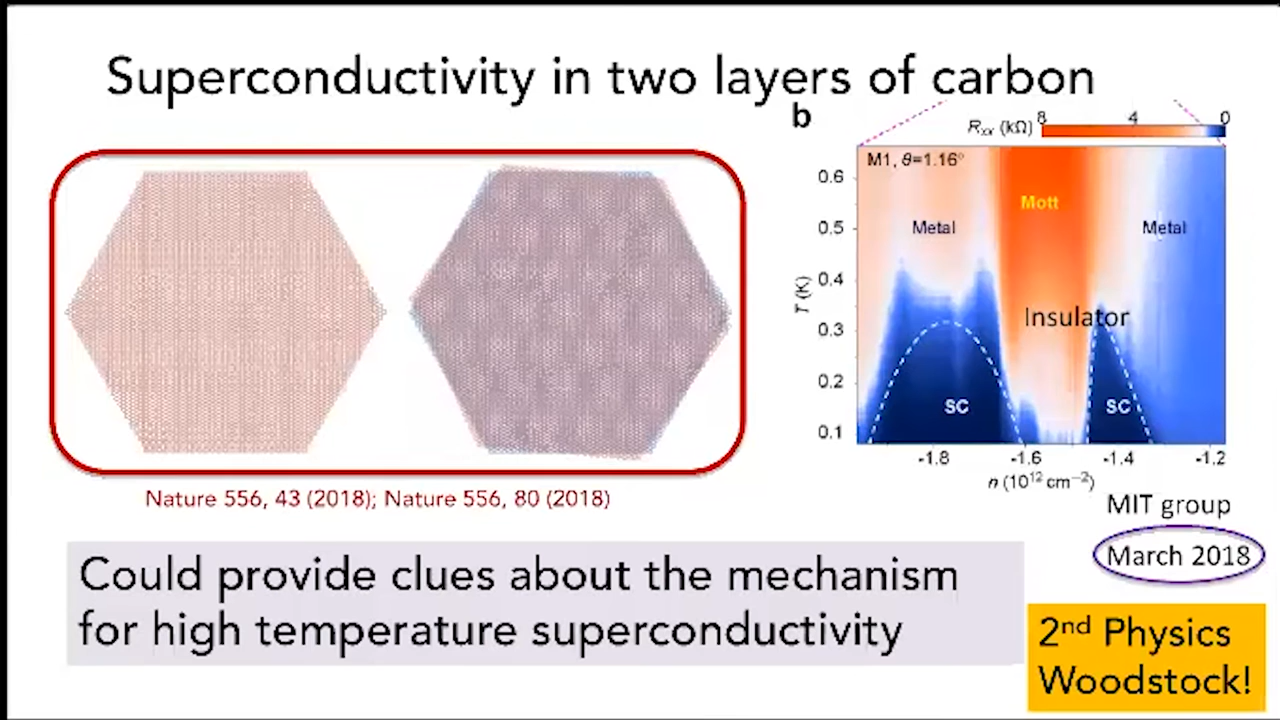 Superconductivity in two layers of carbon
b
Rxx (kΩ)
8
4
0
M1, θ=1.16°
Mott
Metal
Metal
Insulator
SC
SC
T (K)
0.6
0.5
0.4
0.3
0.2
0.1
-1.8
-1.6
-1.4
-1.2
n (10¹² cm⁻²)
Nature 556, 43 (2018); Nature 556, 80 (2018)
MIT group
March 2018
Could provide clues about the mechanism
for high temperature superconductivity
2nd Physics
Woodstock!